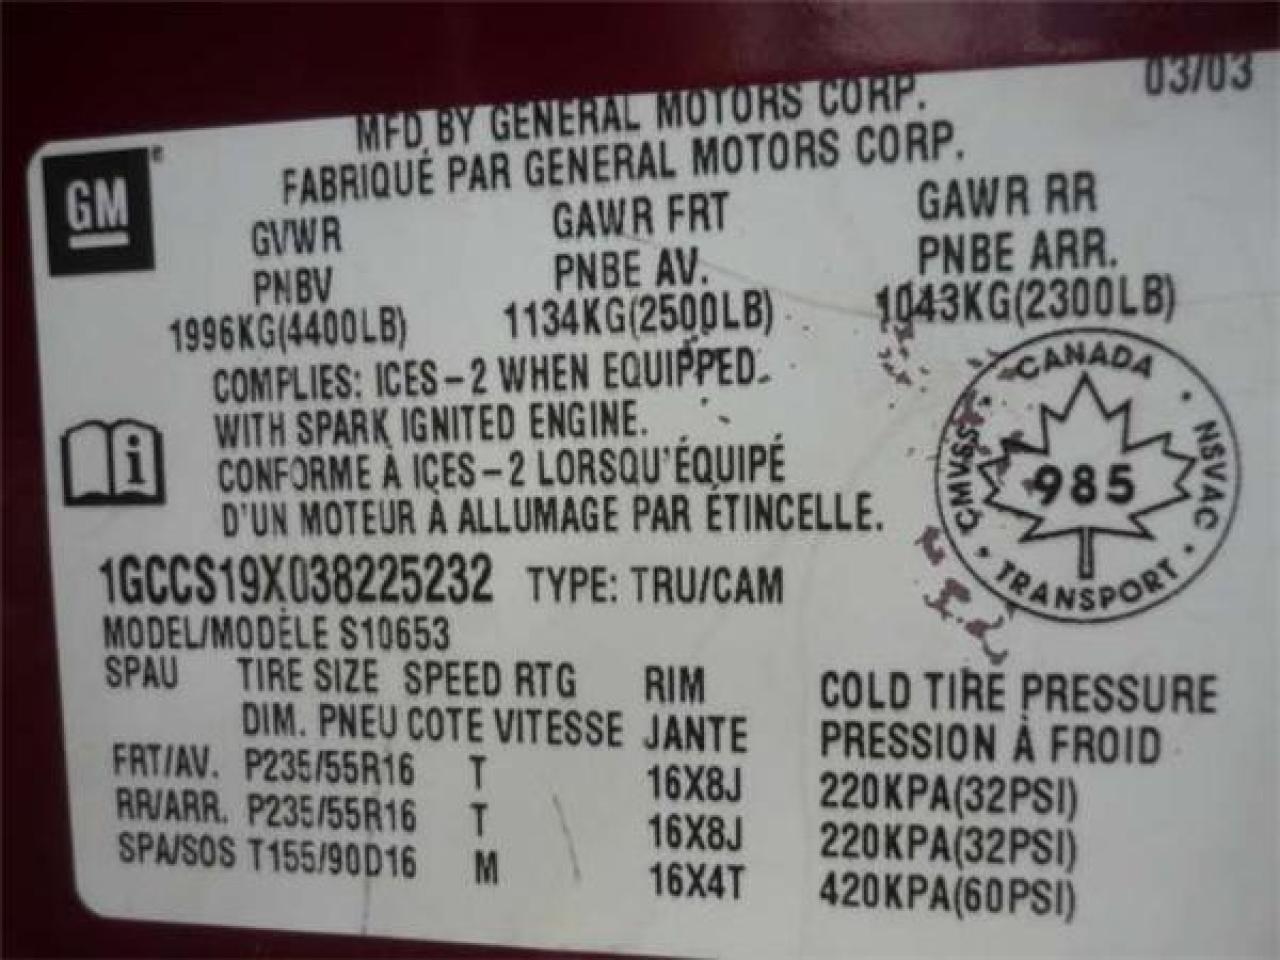 03/03
MFD BY GENERAL MOTORS CORP.
FABRIQUÉ PAR GENERAL MOTORS CORP.
GM
GVWR GAWR FRT GAWR RR
PNBV PNBE AV. PNBE ARR.
1996KG(4400LB) 1134KG(2500LB) 1043KG(2300LB)
COMPLIES: ICES-2 WHEN EQUIPPED
WITH SPARK IGNITED ENGINE.
CONFORME À ICES-2 LORSQU'ÉQUIPÉ
D'UN MOTEUR À ALLUMAGE PAR ÉTINCELLE.
CANADA
CMVSS • NSVAC
985
TRANSPORT
1GCCS19X038225232 TYPE: TRU/CAM
MODEL/MODÈLE S10653
SPAU TIRE SIZE SPEED RTG RIM COLD TIRE PRESSURE
DIM. PNEU COTE VITESSE JANTE PRESSION À FROID
FRT/AV. P235/55R16 T 16X8J 220KPA(32PSI)
RR/ARR. P235/55R16 T 16X8J 220KPA(32PSI)
SPA/SOS T155/90D16 M 16X4T 420KPA(60PSI)